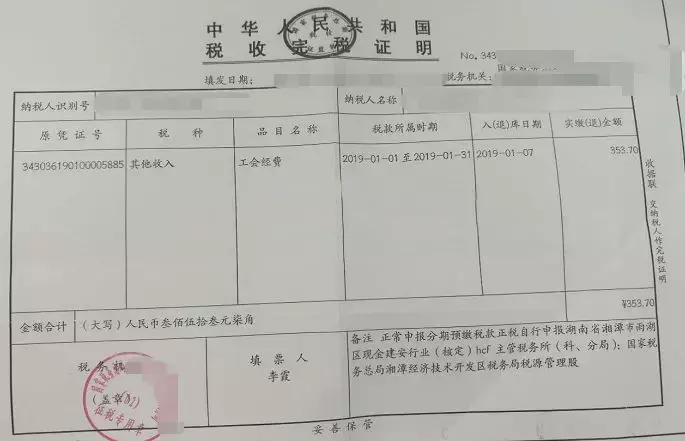 中华人民共和国
税收完税证明
No. 343
填发日期：
税务机关：
纳税人识别号
纳税人名称
原凭证号 税种 品目名称 税款所属时期 入(退)库日期 实缴(退)金额
343036190100005885 其他收入 工会经费 2019-01-01 至 2019-01-31 2019-01-07 353.70
¥353.70
金额合计 （大写）人民币叁佰伍拾叁元柒角
税务机
（盖章）
征税专用章
填票人
李霞
备注 正常申报分期预缴税款正税自行申报湖南省湘潭市雨湖
区现金建安行业（核定）hcf 主管税务所（科、分局）：国家税
务总局湘潭经济技术开发区税务局税源管理股
妥善保管
收据联 交纳税人作完税证明